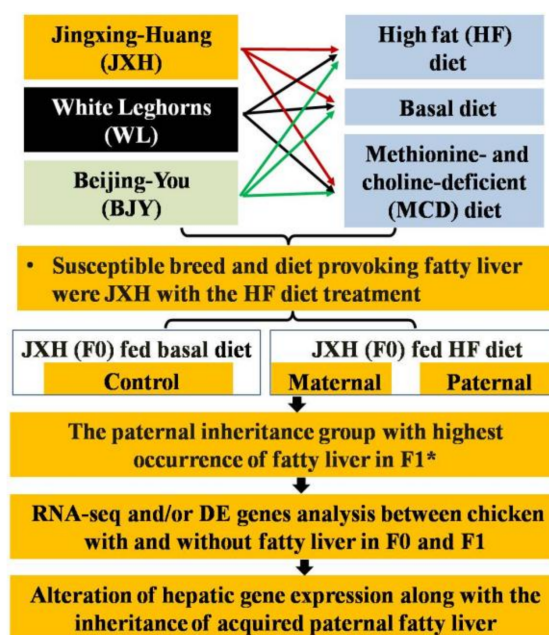 Jingxing-Huang
(JXH)
High fat (HF)
diet
White Leghorns
(WL)
Basal diet
Beijing-You
(BJY)
Methionine- and
choline-deficient
(MCD) diet
• Susceptible breed and diet provoking fatty liver
were JXH with the HF diet treatment
JXH (F0) fed basal diet
Control
JXH (F0) fed HF diet
Maternal
Paternal
The paternal inheritance group with highest
occurrence of fatty liver in F1*
RNA-seq and/or DE genes analysis between chicken
with and without fatty liver in F0 and F1
Alteration of hepatic gene expression along with the
inheritance of acquired paternal fatty liver